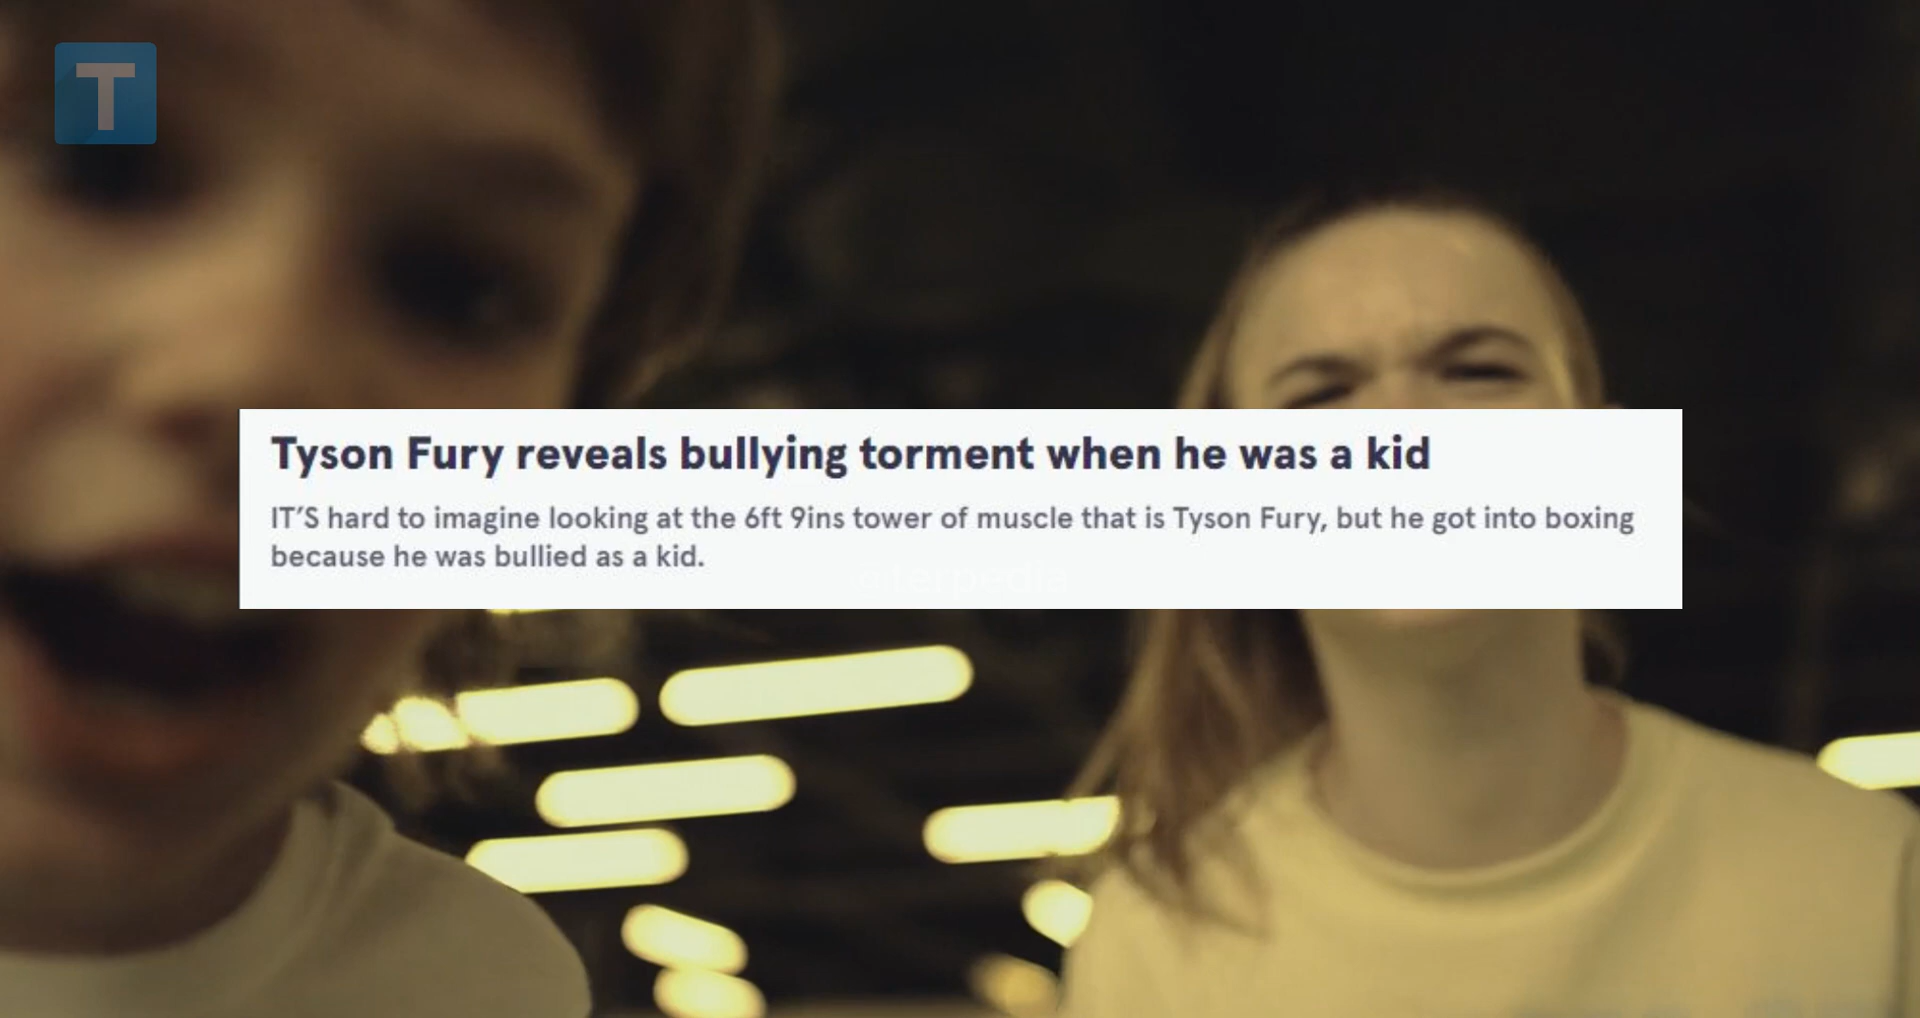 T
Tyson Fury reveals bullying torment when he was a kid
IT'S hard to imagine looking at the 6ft 9ins tower of muscle that is Tyson Fury, but he got into boxing
because he was bullied as a kid.